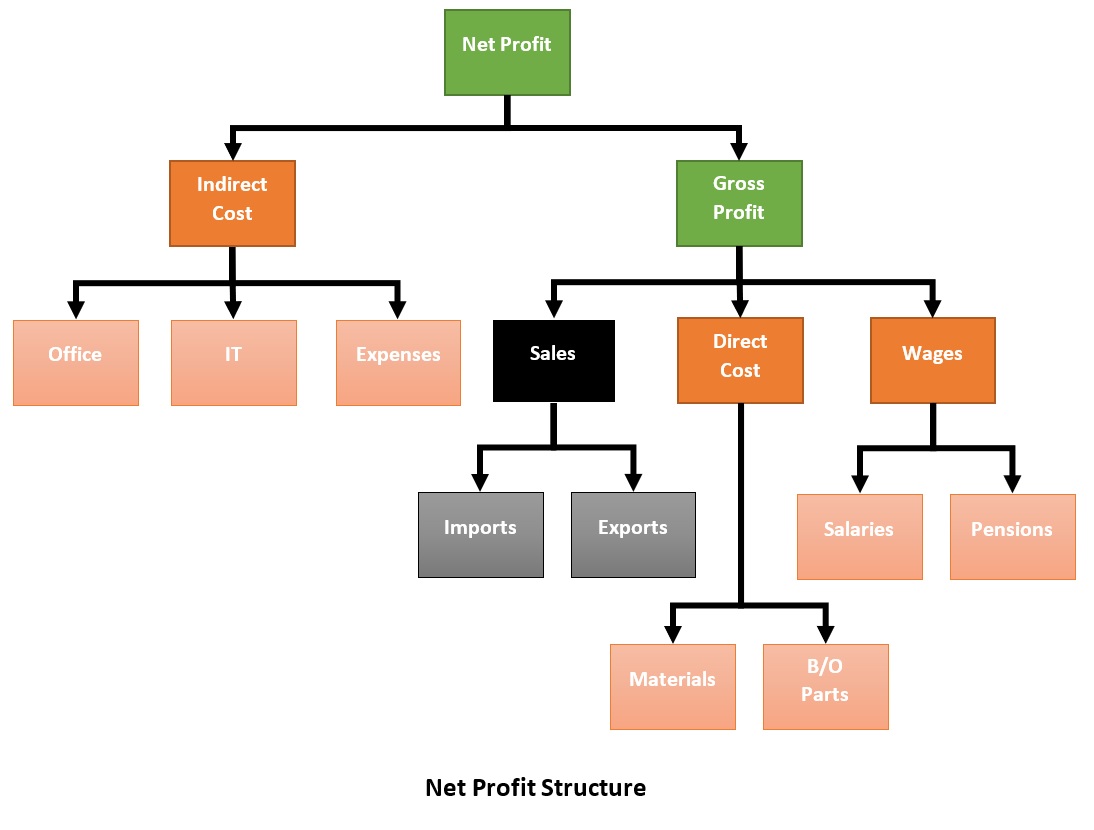 Net Profit
Indirect
Cost
Gross
Profit
Office
IT
Expenses
Sales
Direct
Cost
Wages
Imports
Exports
Salaries
Pensions
Materials
B/O
Parts
Net Profit Structure